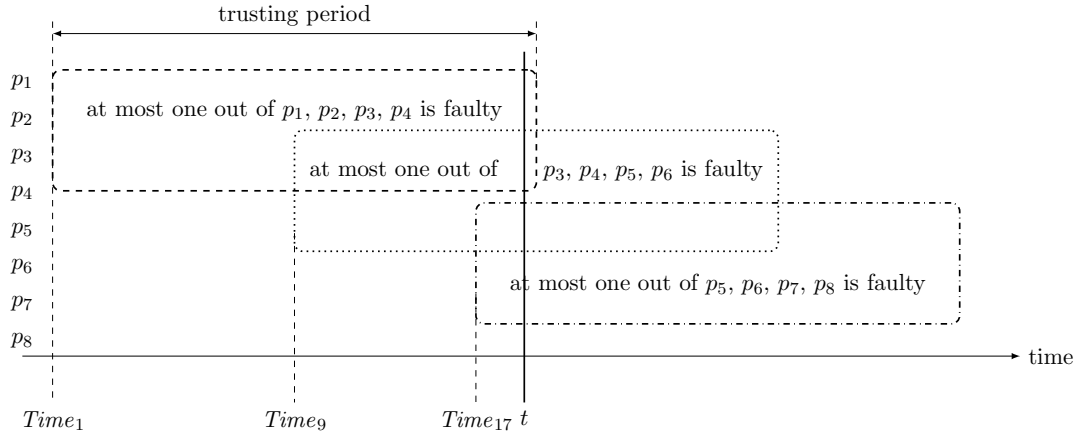 trusting period
p₁
at most one out of p₁, p₂, p₃, p₄ is faulty
p₂
p₃
at most one out of p₃, p₄, p₅, p₆ is faulty
p₄
p₅
p₆
at most one out of p₅, p₆, p₇, p₈ is faulty
p₇
p₈
time
Time₁ Time₉ Time₁₇ t